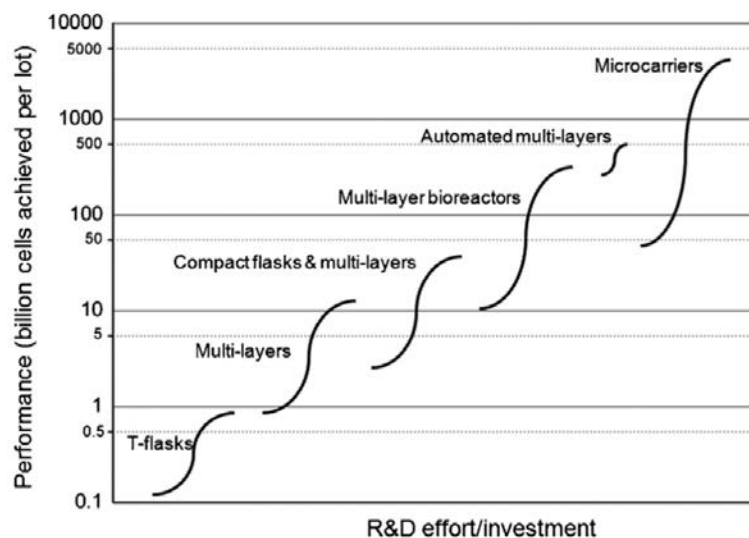 Performance (billion cells achieved per lot)
10000
5000
1000
500
100
50
10
5
1
0.5
0.1
Microcarriers
Automated multi-layers
Multi-layer bioreactors
Compact flasks & multi-layers
Multi-layers
T-flasks
R&D effort/investment